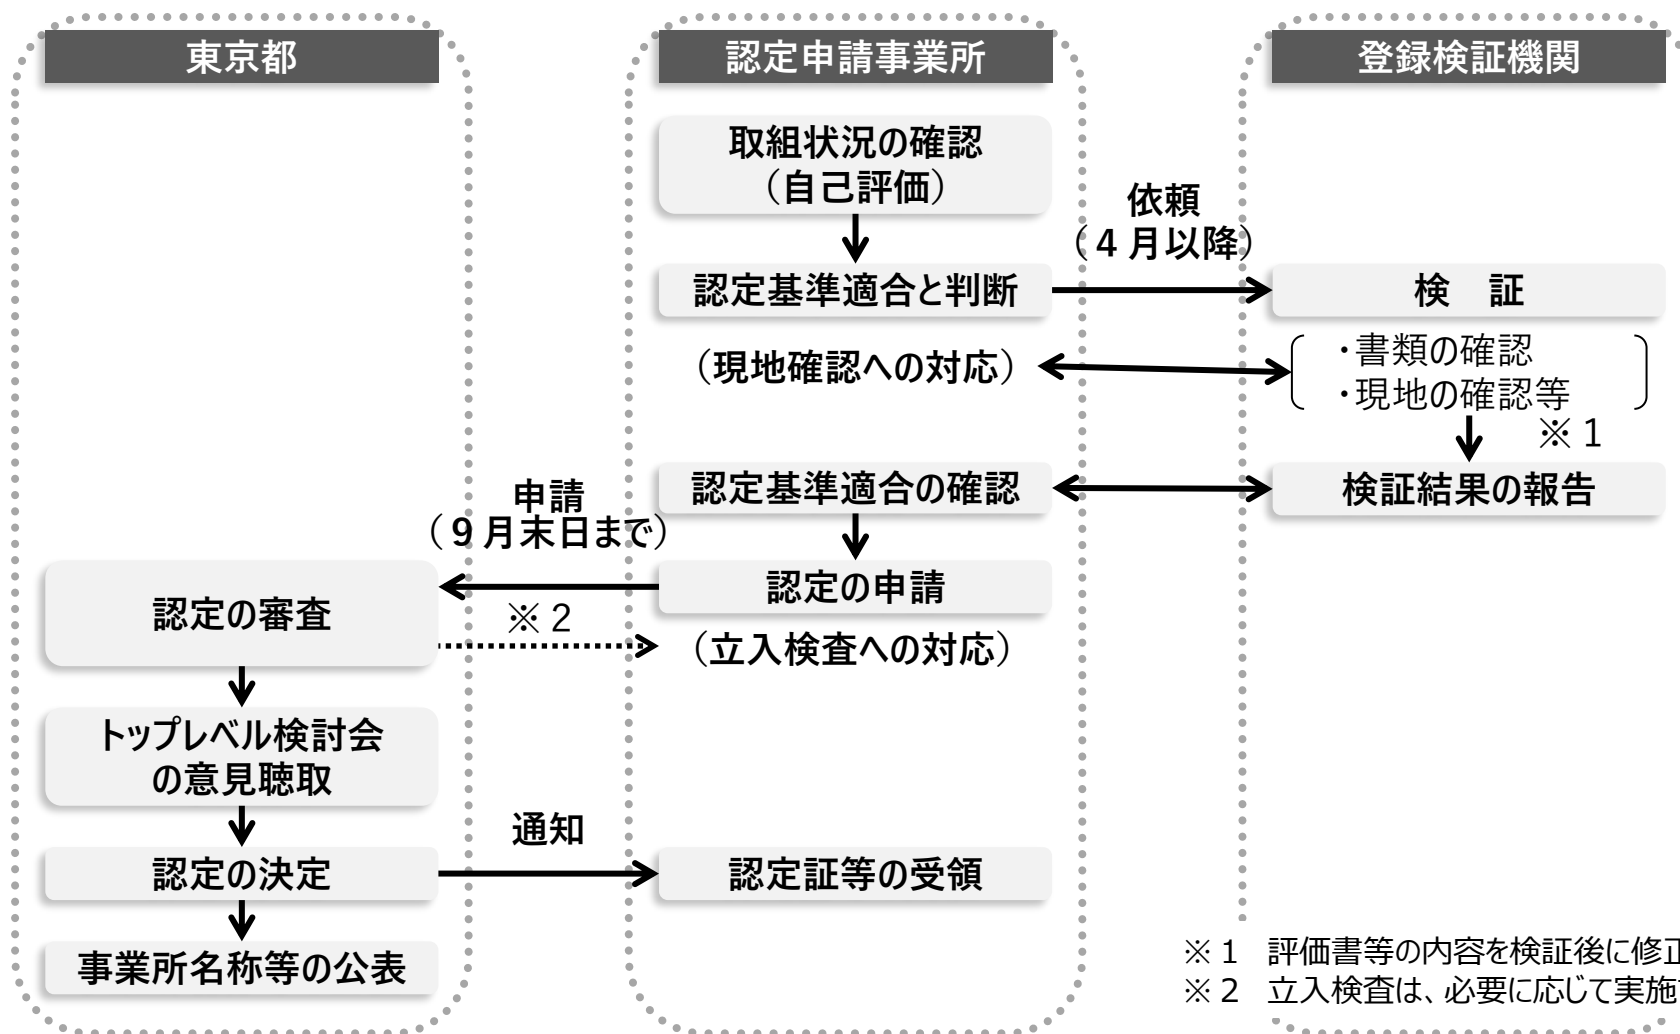 東京都
認定申請事業所
登録検証機関
取組状況の確認
（自己評価）
依頼
（４月以降）
認定基準適合と判断
検　証
（現地確認への対応）
・書類の確認
・現地の確認等
※１
認定基準適合の確認
検証結果の報告
申請
（９月末日まで）
認定の申請
認定の審査
※２
（立入検査への対応）
トップレベル検討会
の意見聴取
通知
認定の決定
認定証等の受領
事業所名称等の公表
※１　評価書等の内容を検証後に修正
※２　立入検査は、必要に応じて実施